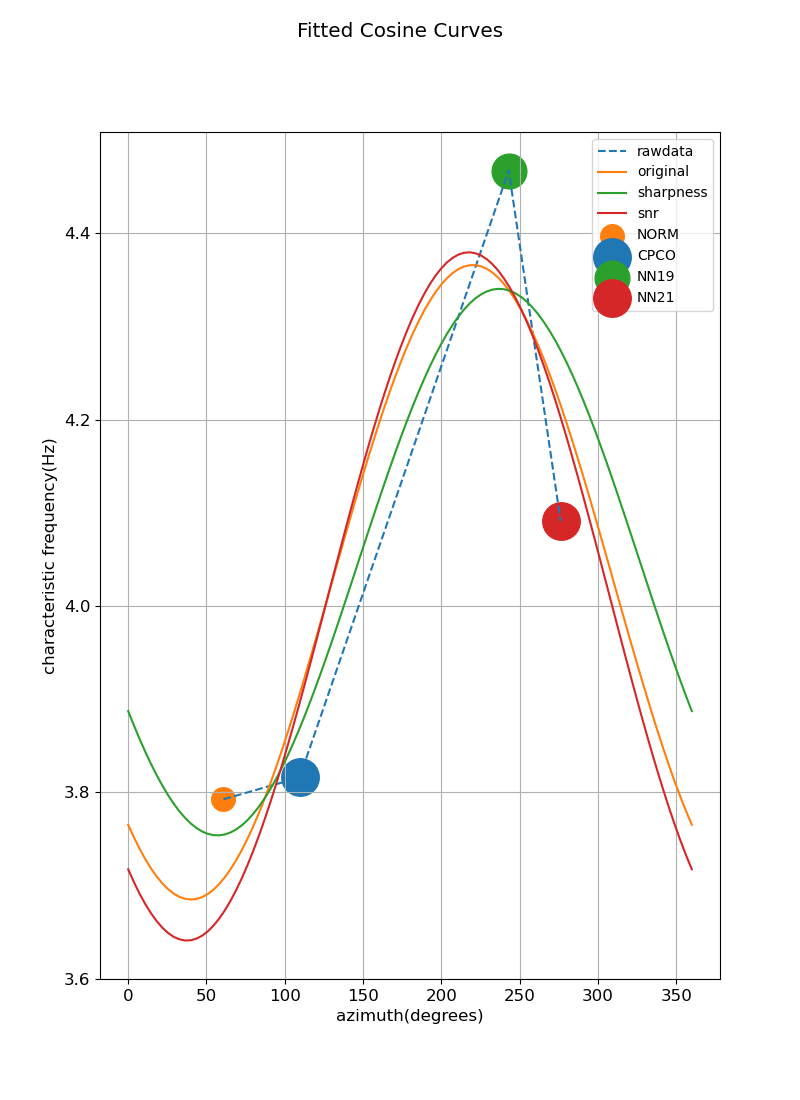 Fitted Cosine Curves
rawdata
original
sharpness
snr
NORM
CPCO
NN19
NN21
characteristic frequency(Hz)
4.4
4.2
4.0
3.8
3.6
0 50 100 150 200 250 300 350
azimuth(degrees)